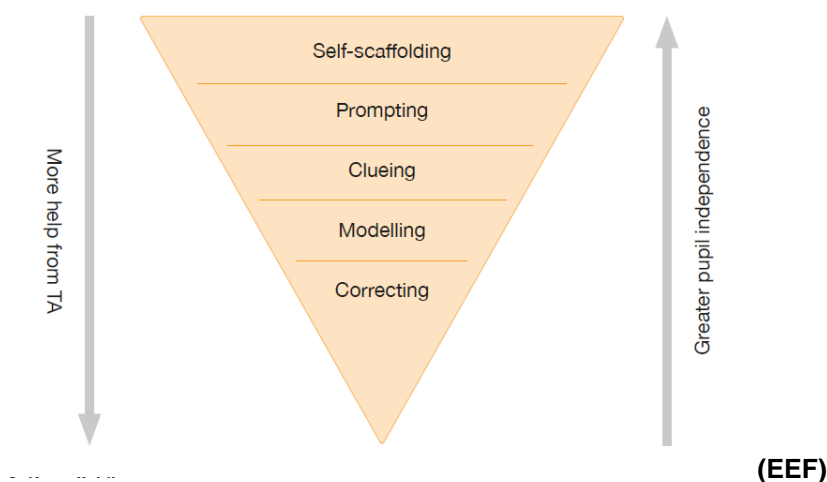 Self-scaffolding
Prompting
Clueing
Modelling
Correcting
More help from TA
Greater pupil independence
(EEF)